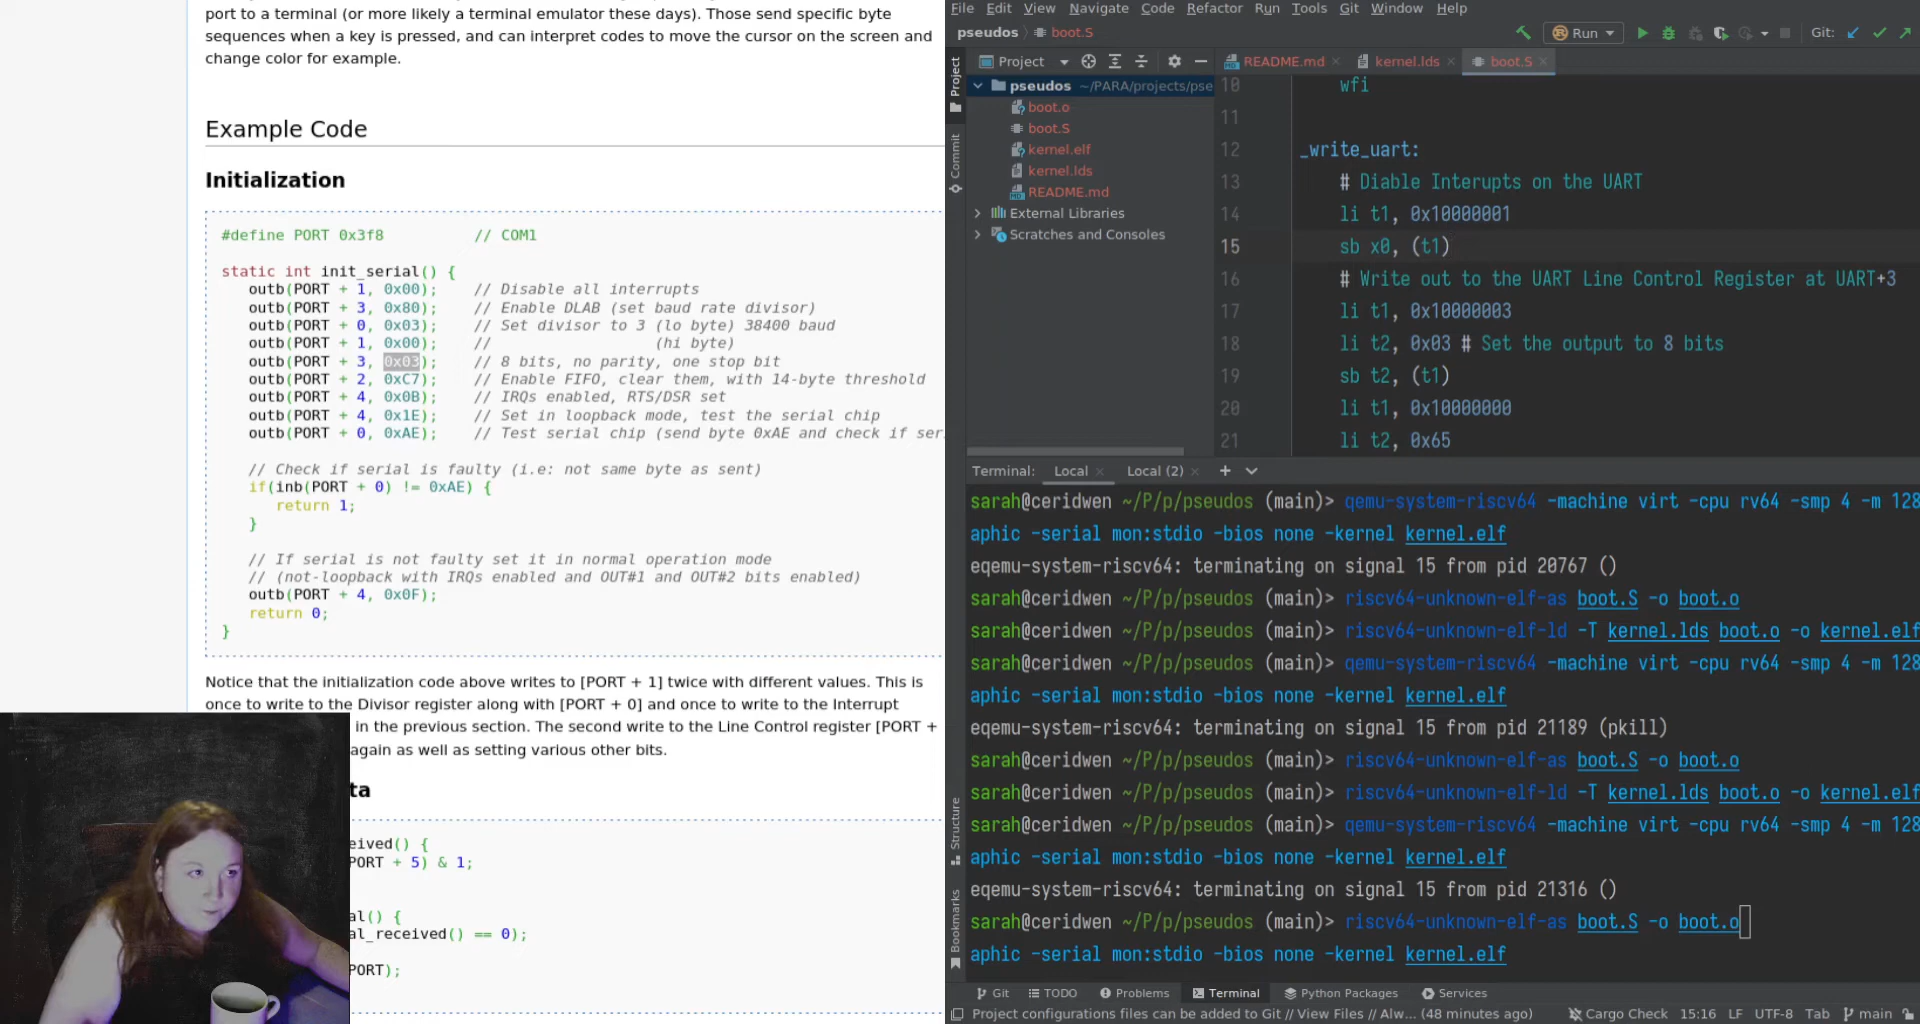 port to a terminal (or more likely a terminal emulator these days). Those send specific byte
sequences when a key is pressed, and can interpret codes to move the cursor on the screen and
change color for example.
Example Code
Initialization
#define PORT 0x3f8 // COM1
static int init_serial() {
outb(PORT + 1, 0x00); // Disable all interrupts
outb(PORT + 3, 0x80); // Enable DLAB (set baud rate divisor)
outb(PORT + 0, 0x03); // Set divisor to 3 (lo byte) 38400 baud
outb(PORT + 1, 0x00); // (hi byte)
outb(PORT + 3, 0x03); // 8 bits, no parity, one stop bit
outb(PORT + 2, 0xC7); // Enable FIFO, clear them, with 14-byte threshold
outb(PORT + 4, 0x0B); // IRQs enabled, RTS/DSR set
outb(PORT + 4, 0x1E); // Set in loopback mode, test the serial chip
outb(PORT + 0, 0xAE); // Test serial chip (send byte 0xAE and check if ser
// Check if serial is faulty (i.e: not same byte as sent)
if(inb(PORT + 0) != 0xAE) {
return 1;
}
// If serial is not faulty set it in normal operation mode
// (not-loopback with IRQs enabled and OUT#1 and OUT#2 bits enabled)
outb(PORT + 4, 0x0F);
return 0;
}
Notice that the initialization code above writes to [PORT + 1] twice with different values. This is
once to write to the Divisor register along with [PORT + 0] and once to write to the Interrupt
in the previous section. The second write to the Line Control register [PORT +
again as well as setting various other bits.
ta
eived() {
PORT + 5) & 1;
al() {
al_received() == 0);
PORT);
File Edit View Navigate Code Refactor Run Tools Git Window Help
pseudos boot.S Run Git:
Project README.md kernel.lds boot.S
pseudos ~/PARA/projects/pse
boot.o
boot.S
kernel.elf
kernel.lds
README.md
External Libraries
Scratches and Consoles
Project
Commit
Structure
Bookmarks
10 wfi
11
12 _write_uart:
13 # Diable Interupts on the UART
14 li t1, 0x10000001
15 sb x0, (t1)
16 # Write out to the UART Line Control Register at UART+3
17 li t1, 0x10000003
18 li t2, 0x03 # Set the output to 8 bits
19 sb t2, (t1)
20 li t1, 0x10000000
21 li t2, 0x65
Terminal: Local Local (2)
sarah@ceridwen ~/P/p/pseudos (main)> qemu-system-riscv64 -machine virt -cpu rv64 -smp 4 -m 128
aphic -serial mon:stdio -bios none -kernel kernel.elf
eqemu-system-riscv64: terminating on signal 15 from pid 20767 ()
sarah@ceridwen ~/P/p/pseudos (main)> riscv64-unknown-elf-as boot.S -o boot.o
sarah@ceridwen ~/P/p/pseudos (main)> riscv64-unknown-elf-ld -T kernel.lds boot.o -o kernel.elf
sarah@ceridwen ~/P/p/pseudos (main)> qemu-system-riscv64 -machine virt -cpu rv64 -smp 4 -m 128
aphic -serial mon:stdio -bios none -kernel kernel.elf
eqemu-system-riscv64: terminating on signal 15 from pid 21189 (pkill)
sarah@ceridwen ~/P/p/pseudos (main)> riscv64-unknown-elf-as boot.S -o boot.o
sarah@ceridwen ~/P/p/pseudos (main)> riscv64-unknown-elf-ld -T kernel.lds boot.o -o kernel.elf
sarah@ceridwen ~/P/p/pseudos (main)> qemu-system-riscv64 -machine virt -cpu rv64 -smp 4 -m 128
aphic -serial mon:stdio -bios none -kernel kernel.elf
eqemu-system-riscv64: terminating on signal 15 from pid 21316 ()
sarah@ceridwen ~/P/p/pseudos (main)> riscv64-unknown-elf-as boot.S -o boot.o
aphic -serial mon:stdio -bios none -kernel kernel.elf
Git TODO Problems Terminal Python Packages Services
Project configurations files can be added to Git // View Files // Alw... (48 minutes ago) Cargo Check 15:16 LF UTF-8 Tab main